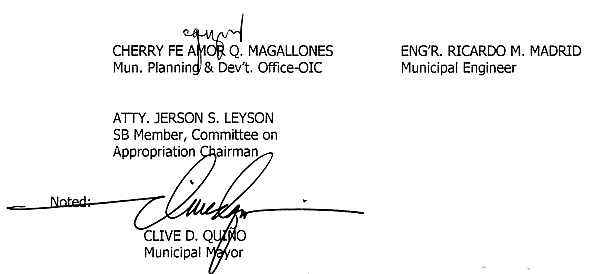 CHERRY FE AMOR Q. MAGALLONES
Mun. Planning & Dev't. Office-OIC
ENG'R. RICARDO M. MADRID
Municipal Engineer
ATTY. JERSON S. LEYSON
SB Member, Committee on
Appropriation Chairman
Noted:
CLIVE D. QUIÑO
Municipal Mayor